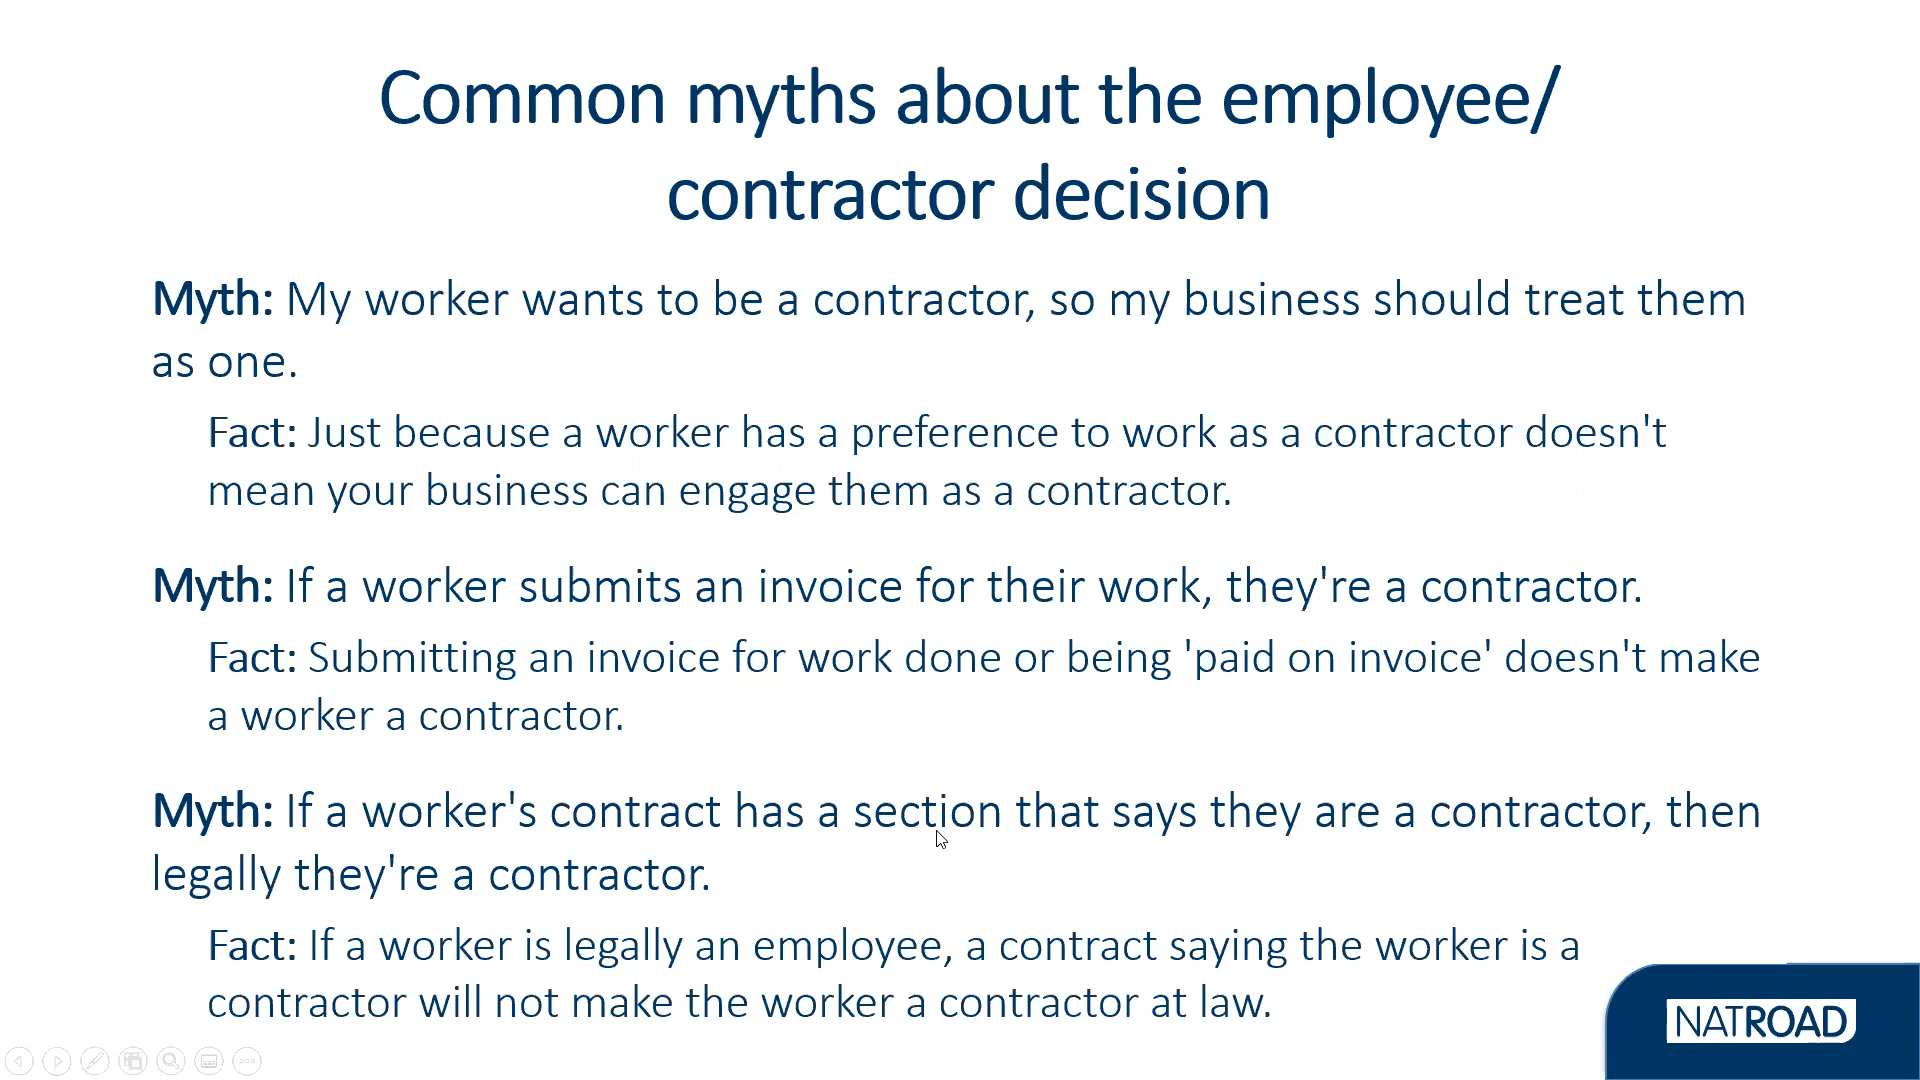 Common myths about the employee/
contractor decision
Myth: My worker wants to be a contractor, so my business should treat them
as one.
Fact: Just because a worker has a preference to work as a contractor doesn't
mean your business can engage them as a contractor.
Myth: If a worker submits an invoice for their work, they're a contractor.
Fact: Submitting an invoice for work done or being 'paid on invoice' doesn't make
a worker a contractor.
Myth: If a worker's contract has a section that says they are a contractor, then
legally they're a contractor.
Fact: If a worker is legally an employee, a contract saying the worker is a
contractor will not make the worker a contractor at law.
NATROAD